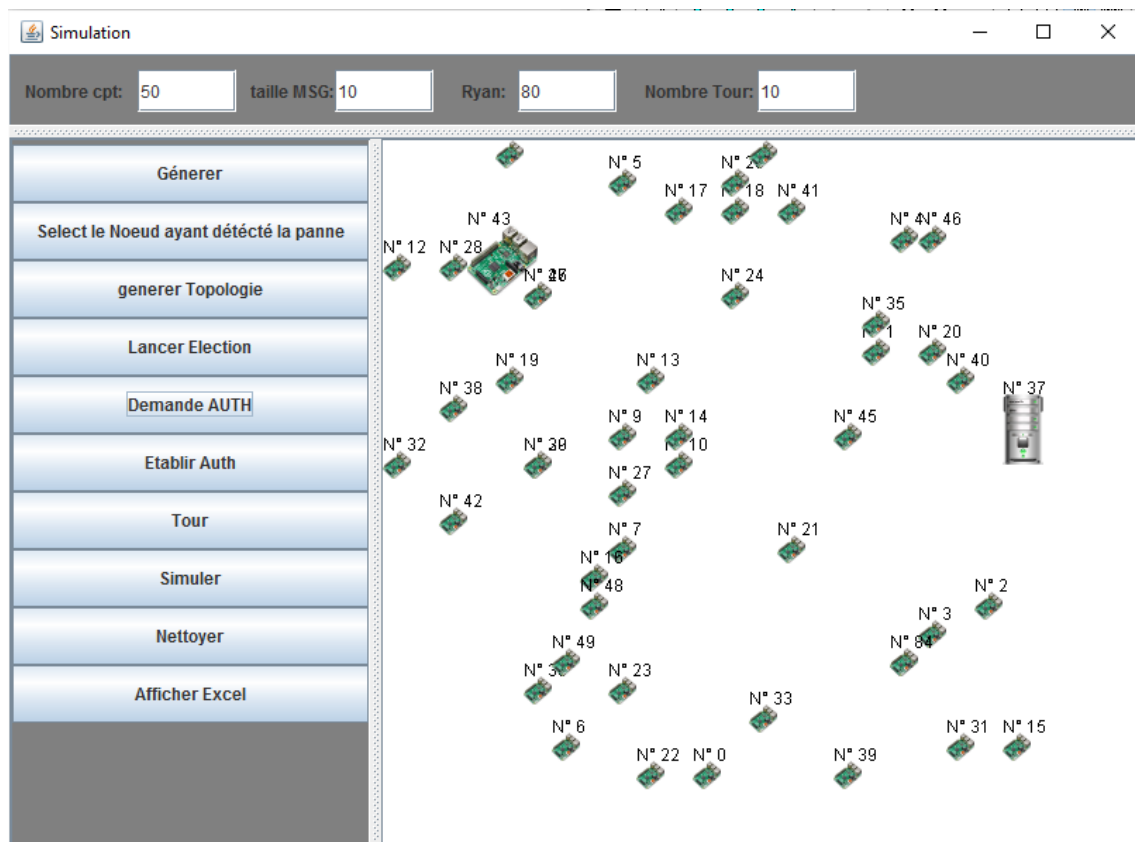 Simulation
Nombre cpt: 50 taille MSG: 10 Ryan: 80 Nombre Tour: 10
Génerer
Select le Noeud ayant détécté la panne
generer Topologie
Lancer Election
Demande AUTH
Etablir Auth
Tour
Simuler
Nettoyer
Afficher Excel
N° 5
N° 17
N° 18
N° 41
N° 43
N° 4
N° 46
N° 12
N° 28
N° 24
N° 35
N° 1
N° 20
N° 19
N° 13
N° 40
N° 38
N° 37
N° 9
N° 14
N° 45
N° 32
N° 10
N° 27
N° 42
N° 7
N° 21
N° 16
N° 48
N° 2
N° 3
N° 49
N° 23
N° 33
N° 6
N° 31
N° 15
N° 22
N° 0
N° 39